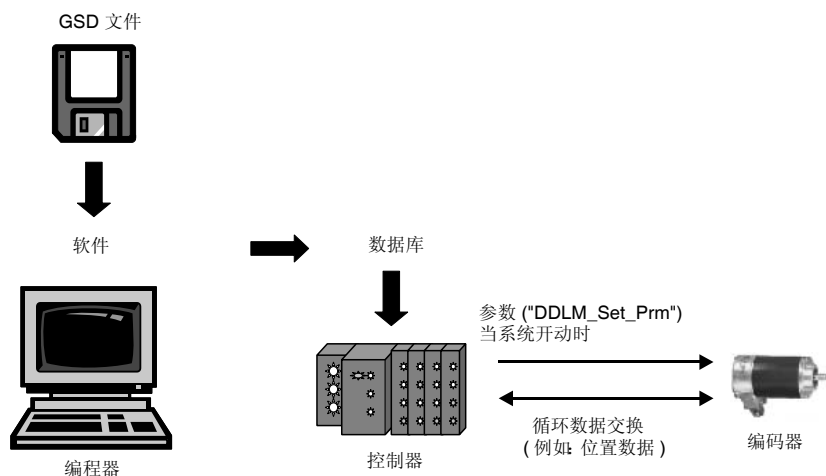 GSD 文件
软件
数据库
参数 ("DDLM_Set_Prm")
当系统开动时
循环数据交换
( 例如: 位置数据 )
编程器
控制器
编码器